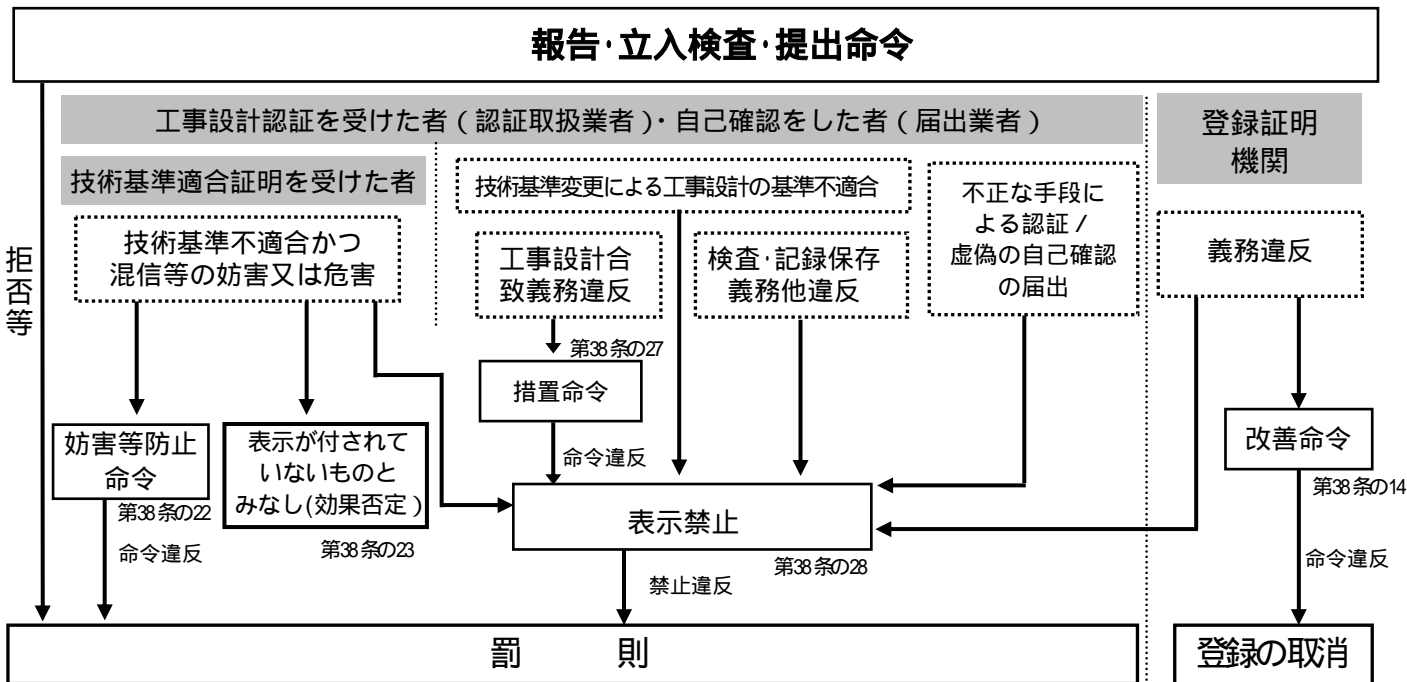 報告・立入検査・提出命令
工事設計認証を受けた者(認証取扱業者)・自己確認をした者(届出業者)
登録証明
機関
技術基準適合証明を受けた者
技術基準変更による工事設計の基準不適合
不正な手段に
よる認証/
虚偽の自己確認
の届出
技術基準不適合かつ
混信等の妨害又は危害
工事設計合
致義務違反
検査・記録保存
義務他違反
義務違反
拒否等
第38条の27
措置命令
妨害等防止
命令
第38条の22
表示が付されて
いないものと
みなし(効果否定)
第38条の23
命令違反
改善命令
第38条の14
表示禁止
第38条の28
命令違反
禁止違反
命令違反
罰 則
登録の取消